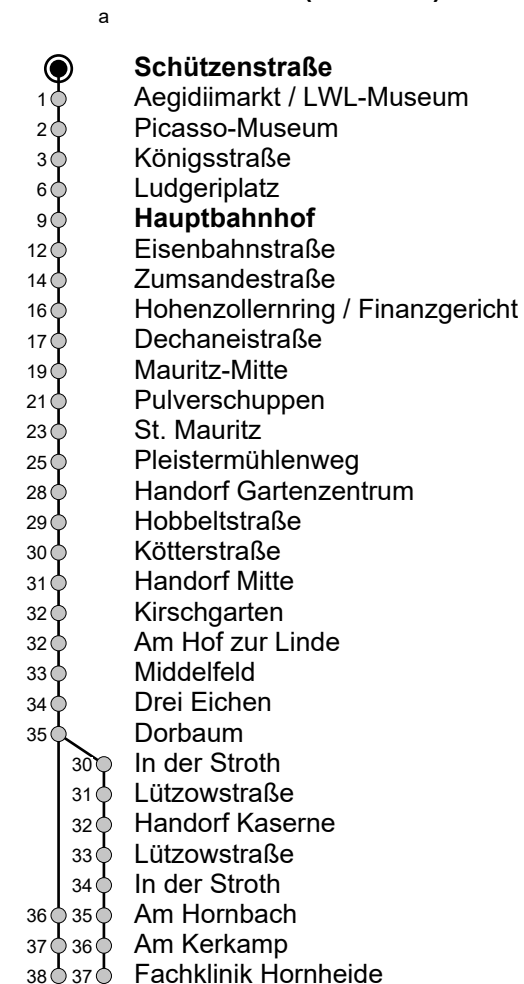 a
Schützenstraße
1 Aegidiimarkt / LWL-Museum
2 Picasso-Museum
3 Königsstraße
6 Ludgeriplatz
9 Hauptbahnhof
12 Eisenbahnstraße
14 Zumsandestraße
16 Hohenzollernring / Finanzgericht
17 Dechaneistraße
19 Mauritz-Mitte
21 Pulverschuppen
23 St. Mauritz
25 Pleistermühlenweg
28 Handorf Gartenzentrum
29 Hobbeltstraße
30 Kötterstraße
31 Handorf Mitte
32 Kirschgarten
32 Am Hof zur Linde
33 Middelfeld
34 Drei Eichen
35 Dorbaum
30 In der Stroth
31 Lützowstraße
32 Handorf Kaserne
33 Lützowstraße
34 In der Stroth
36 35 Am Hornbach
37 36 Am Kerkamp
38 37 Fachklinik Hornheide